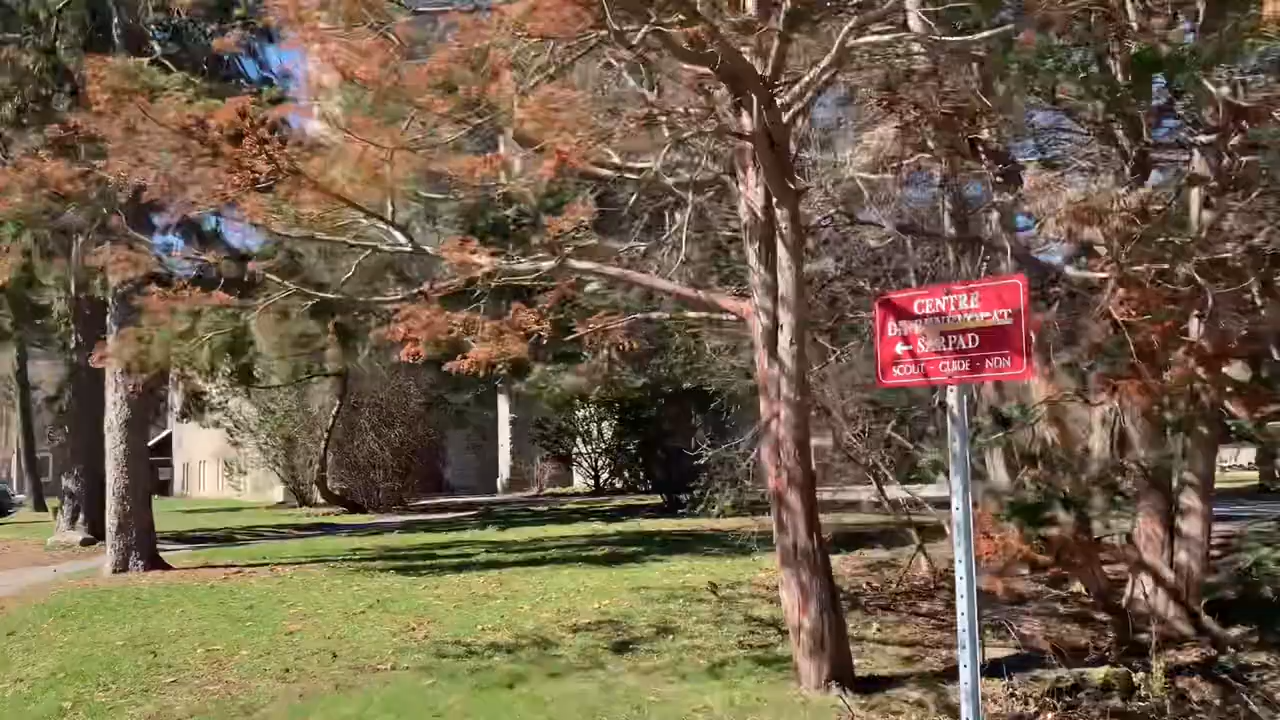 CENTRE
← SARPAD
SCOUT - GUIDE - NDN